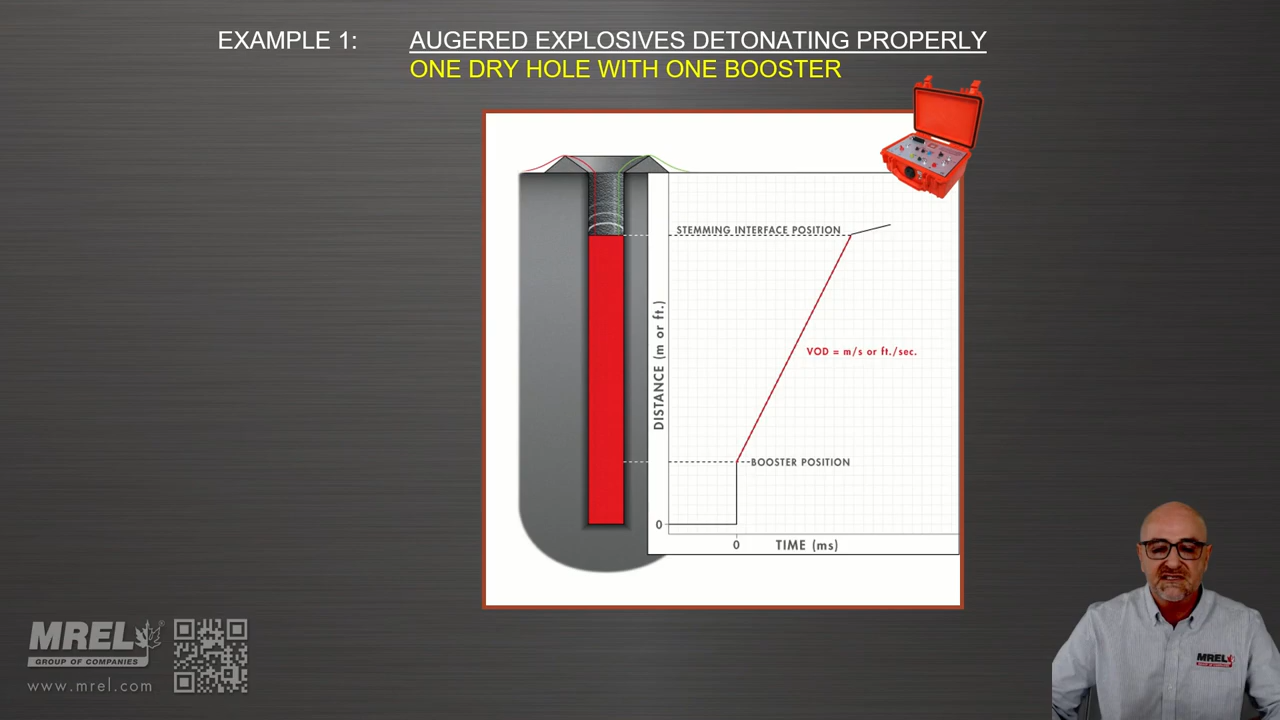 EXAMPLE 1: AUGERED EXPLOSIVES DETONATING PROPERLY
ONE DRY HOLE WITH ONE BOOSTER
STEMMING INTERFACE POSITION
DISTANCE (m or ft.)
VOD = m/s or ft./sec.
BOOSTER POSITION
0
0
TIME (ms)
MREL
GROUP OF COMPANIES
www.mrel.com
MREL